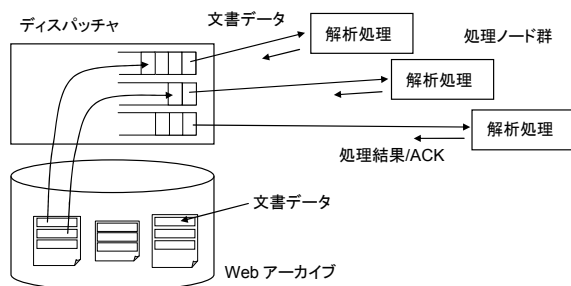 ディスパッチャ
文書データ
解析処理
処理ノード群
解析処理
解析処理
処理結果/ACK
文書データ
Web アーカイブ